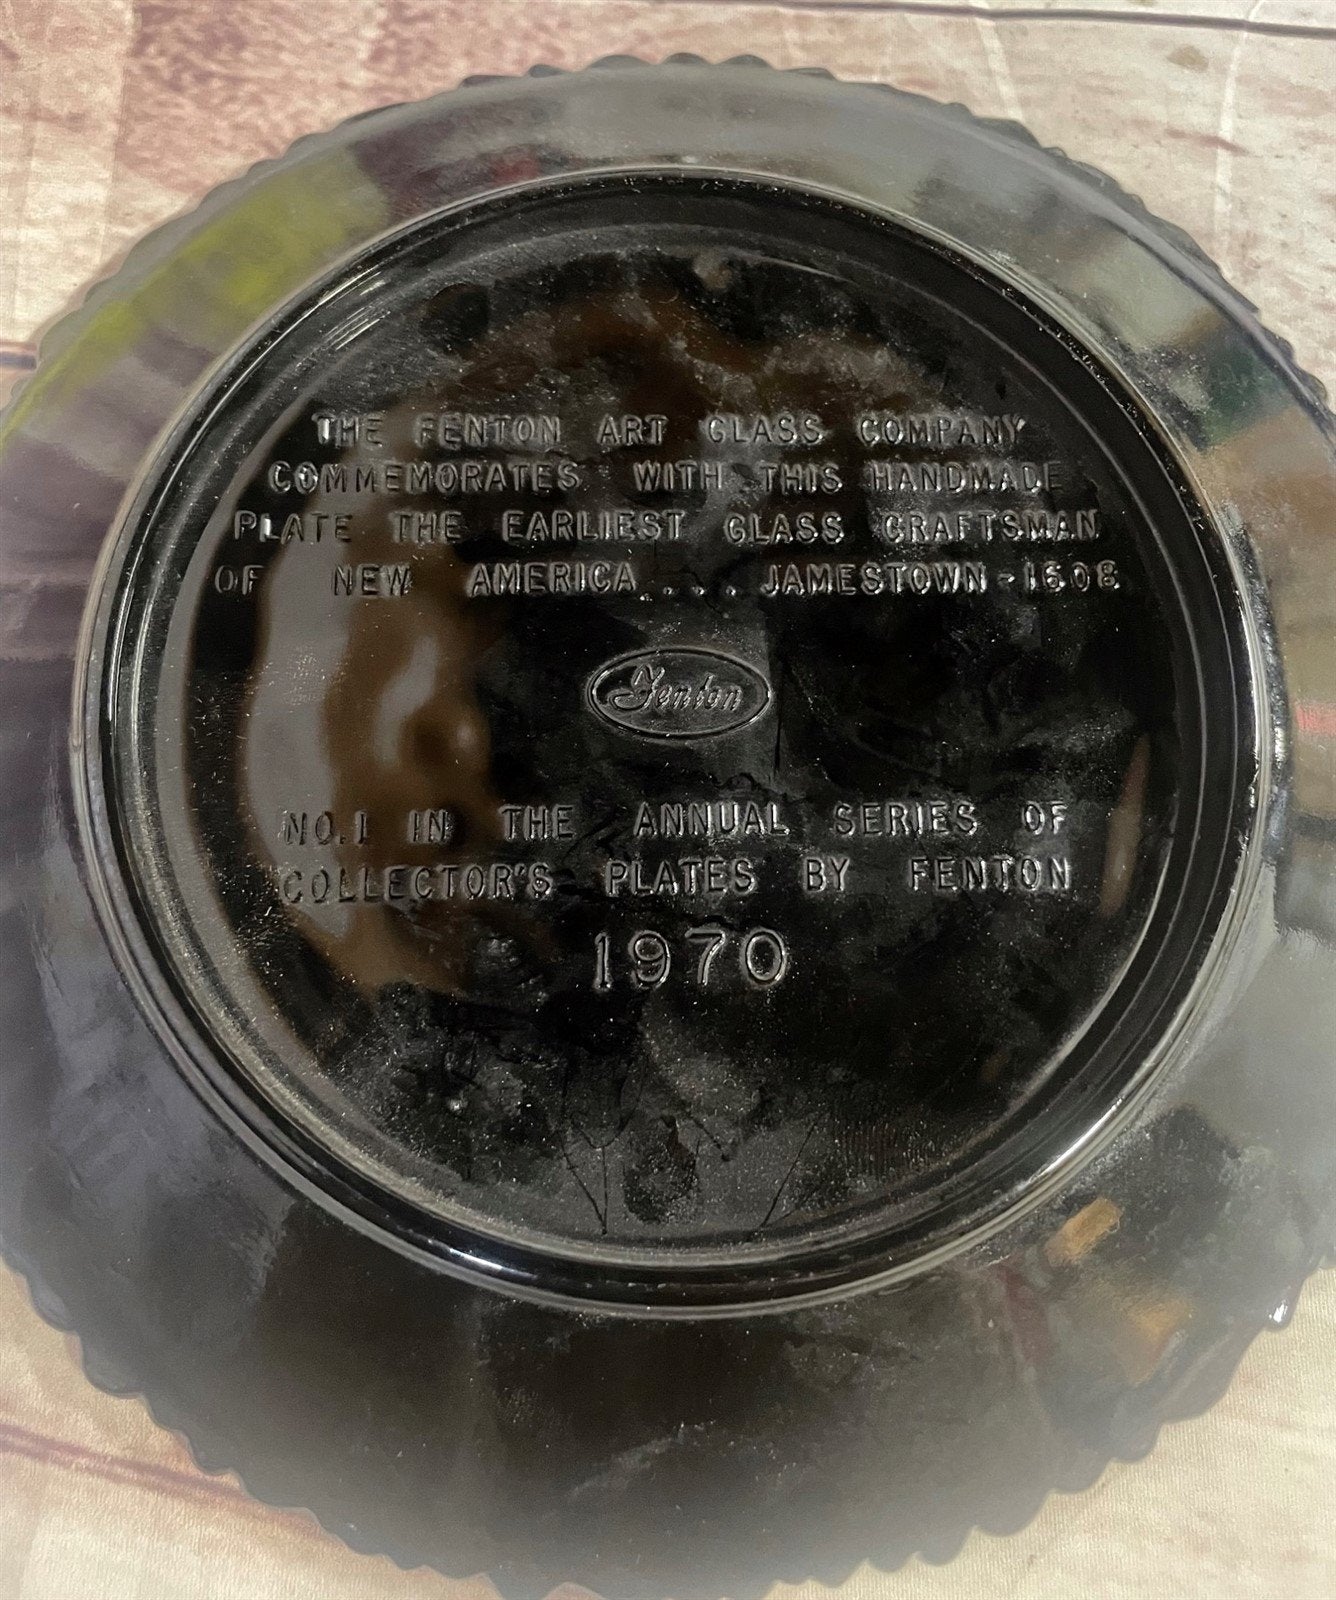 THE FENTON ART GLASS COMPANY
COMMEMORATES WITH THIS HANDMADE
PLATE THE EARLIEST GLASS CRAFTSMAN
OF NEW AMERICA.... JAMESTOWN-1608
Fenton
NO.1 IN THE ANNUAL SERIES OF
COLLECTOR'S PLATES BY FENTON
1970